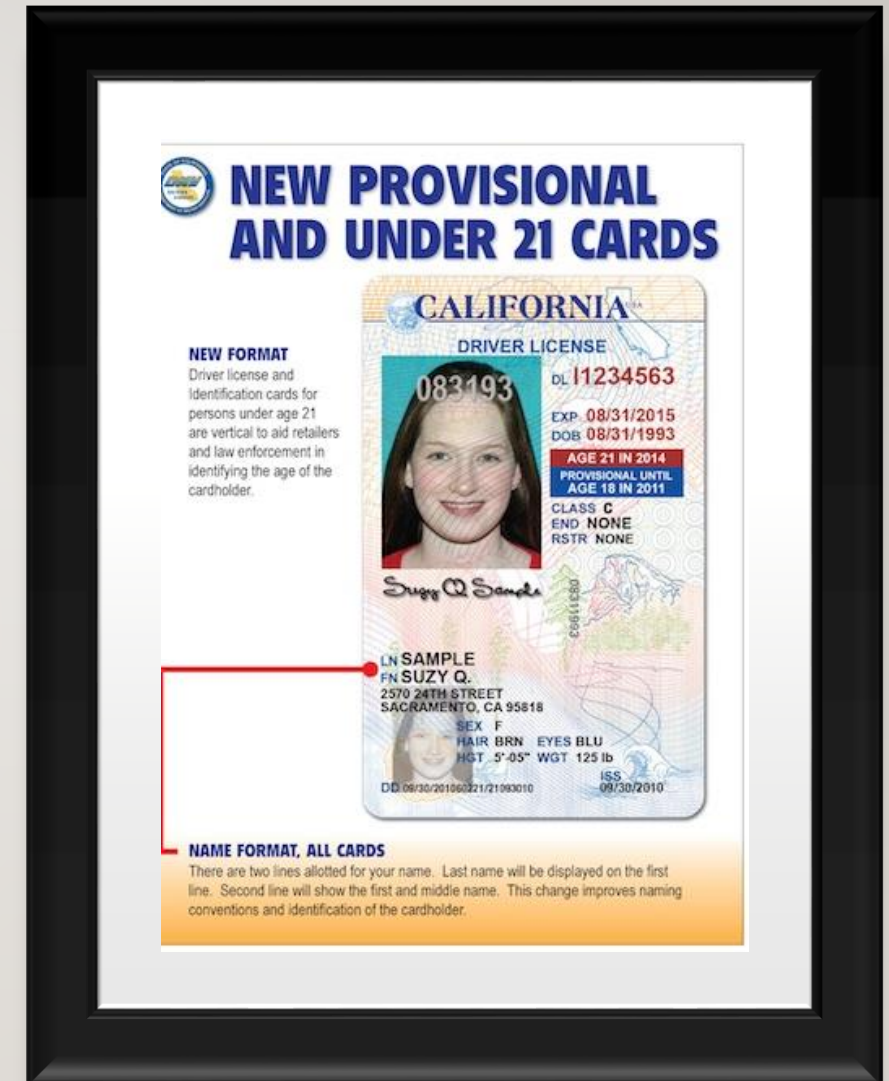 NEW PROVISIONAL
AND UNDER 21 CARDS
NEW FORMAT
Driver license and
Identification cards for
persons under age 21
are vertical to aid retailers
and law enforcement in
identifying the age of the
cardholder.
CALIFORNIA USA
DRIVER LICENSE
083193
DL I1234563
EXP 08/31/2015
DOB 08/31/1993
AGE 21 IN 2014
PROVISIONAL UNTIL
AGE 18 IN 2011
CLASS C
END NONE
RSTR NONE
Suzy Q Sample
08311993
LN SAMPLE
FN SUZY Q.
2570 24TH STREET
SACRAMENTO, CA 95818
SEX F
HAIR BRN EYES BLU
HGT 5'-05" WGT 125 lb
ISS
DD 09/30/201060221/21093010 09/30/2010
NAME FORMAT, ALL CARDS
There are two lines allotted for your name. Last name will be displayed on the first
line. Second line will show the first and middle name. This change improves naming
conventions and identification of the cardholder.